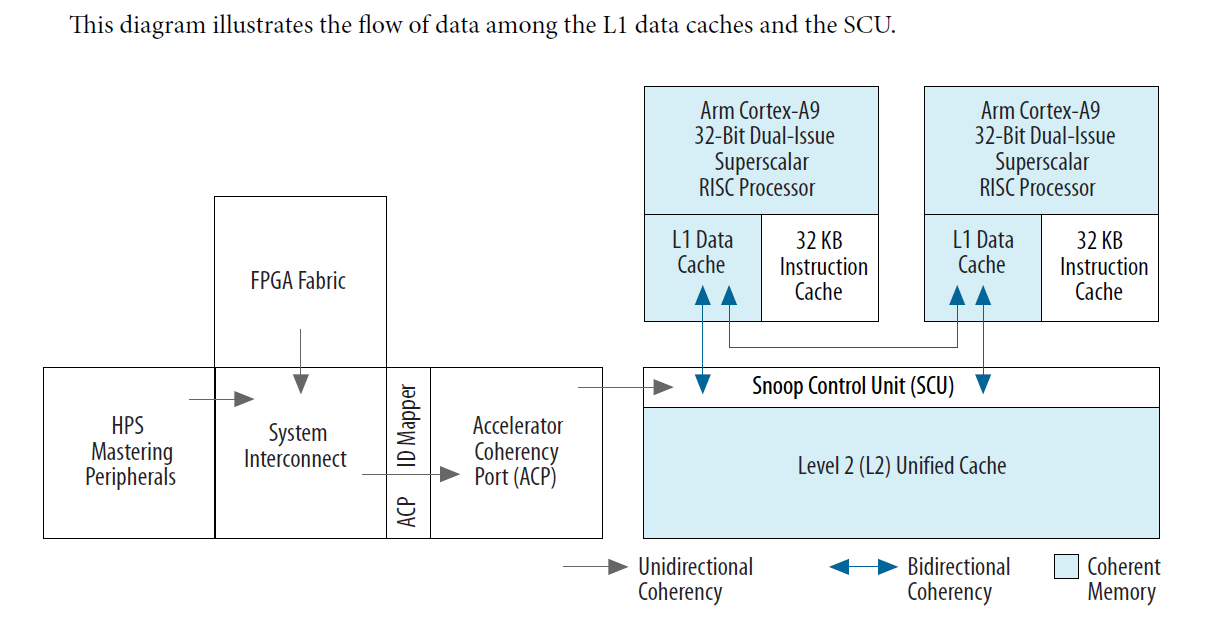 This diagram illustrates the flow of data among the L1 data caches and the SCU.
Arm Cortex-A9
32-Bit Dual-Issue
Superscalar
RISC Processor
L1 Data
Cache
32 KB
Instruction
Cache
Arm Cortex-A9
32-Bit Dual-Issue
Superscalar
RISC Processor
L1 Data
Cache
32 KB
Instruction
Cache
FPGA Fabric
HPS
Mastering
Peripherals
System
Interconnect
ACP ID Mapper
Accelerator
Coherency
Port (ACP)
Snoop Control Unit (SCU)
Level 2 (L2) Unified Cache
Unidirectional
Coherency
Bidirectional
Coherency
Coherent
Memory